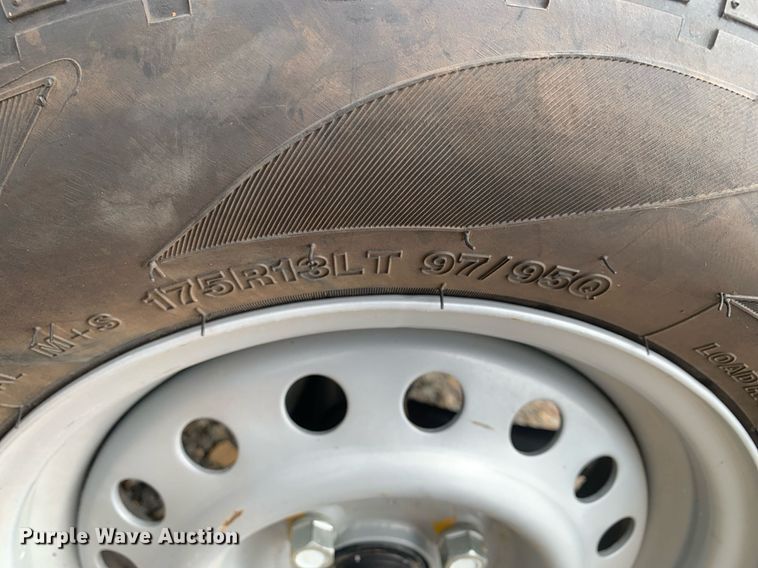 175R13LT 97/95Q
M+S
LOAD
Purple Wave Auction